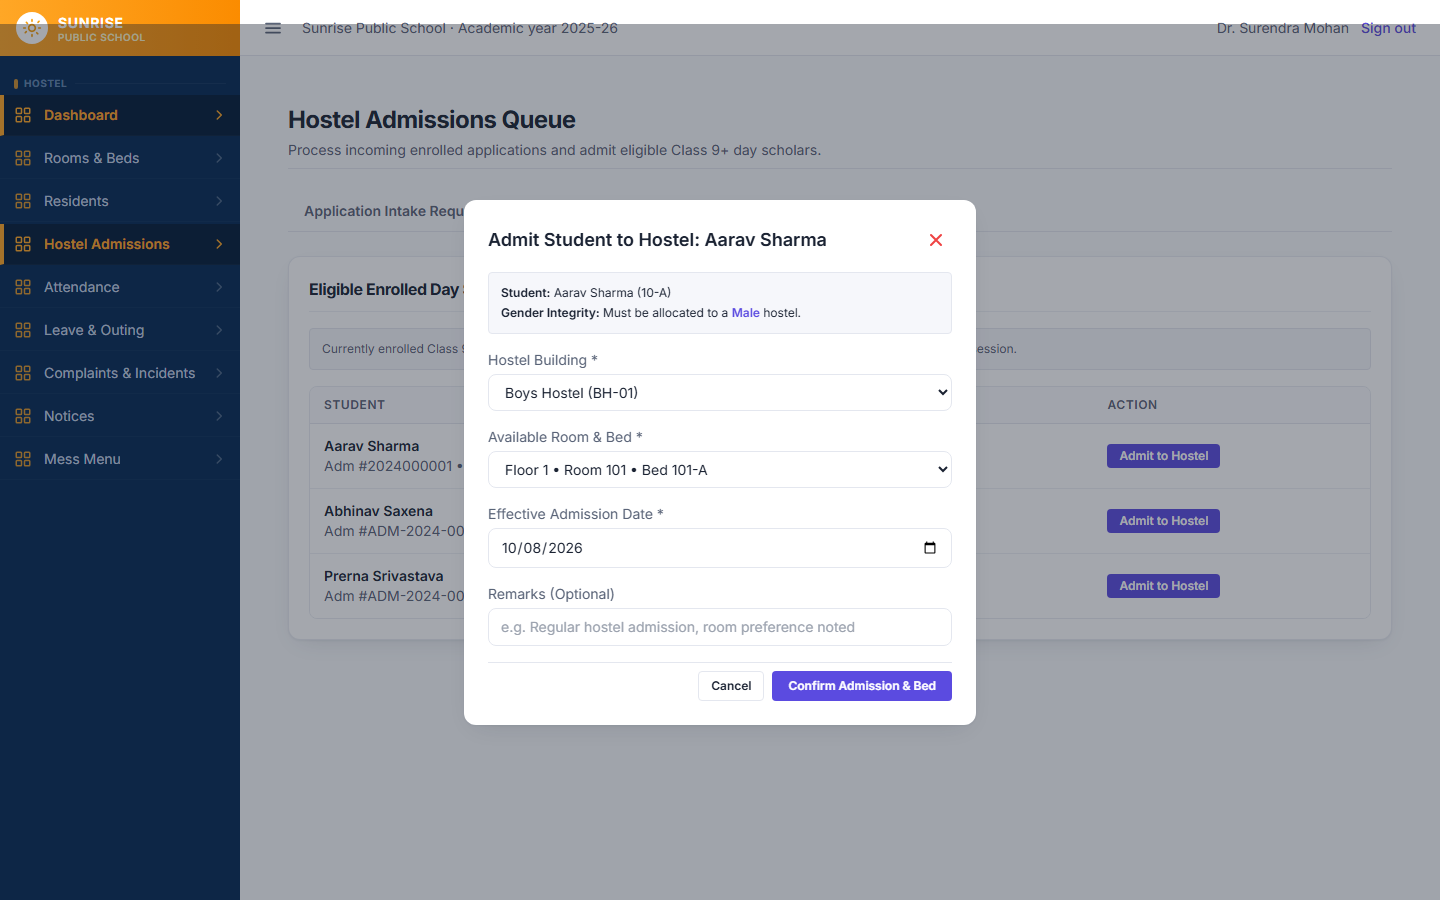 SUNRISE
PUBLIC SCHOOL
Sunrise Public School · Academic year 2025-26
Dr. Surendra Mohan
Sign out
HOSTEL
Dashboard
Rooms & Beds
Residents
Hostel Admissions
Attendance
Leave & Outing
Complaints & Incidents
Notices
Mess Menu
Hostel Admissions Queue
Process incoming enrolled applications and admit eligible Class 9+ day scholars.
Application Intake Requ
Eligible Enrolled Day
Currently enrolled Class 9
ession.
STUDENT
ACTION
Aarav Sharma
Adm #2024000001 •
Admit to Hostel
Abhinav Saxena
Adm #ADM-2024-00
Admit to Hostel
Prerna Srivastava
Adm #ADM-2024-00
Admit to Hostel
Admit Student to Hostel: Aarav Sharma
Student: Aarav Sharma (10-A)
Gender Integrity: Must be allocated to a Male hostel.
Hostel Building *
Boys Hostel (BH-01)
Available Room & Bed *
Floor 1 • Room 101 • Bed 101-A
Effective Admission Date *
10/08/2026
Remarks (Optional)
e.g. Regular hostel admission, room preference noted
Cancel
Confirm Admission & Bed